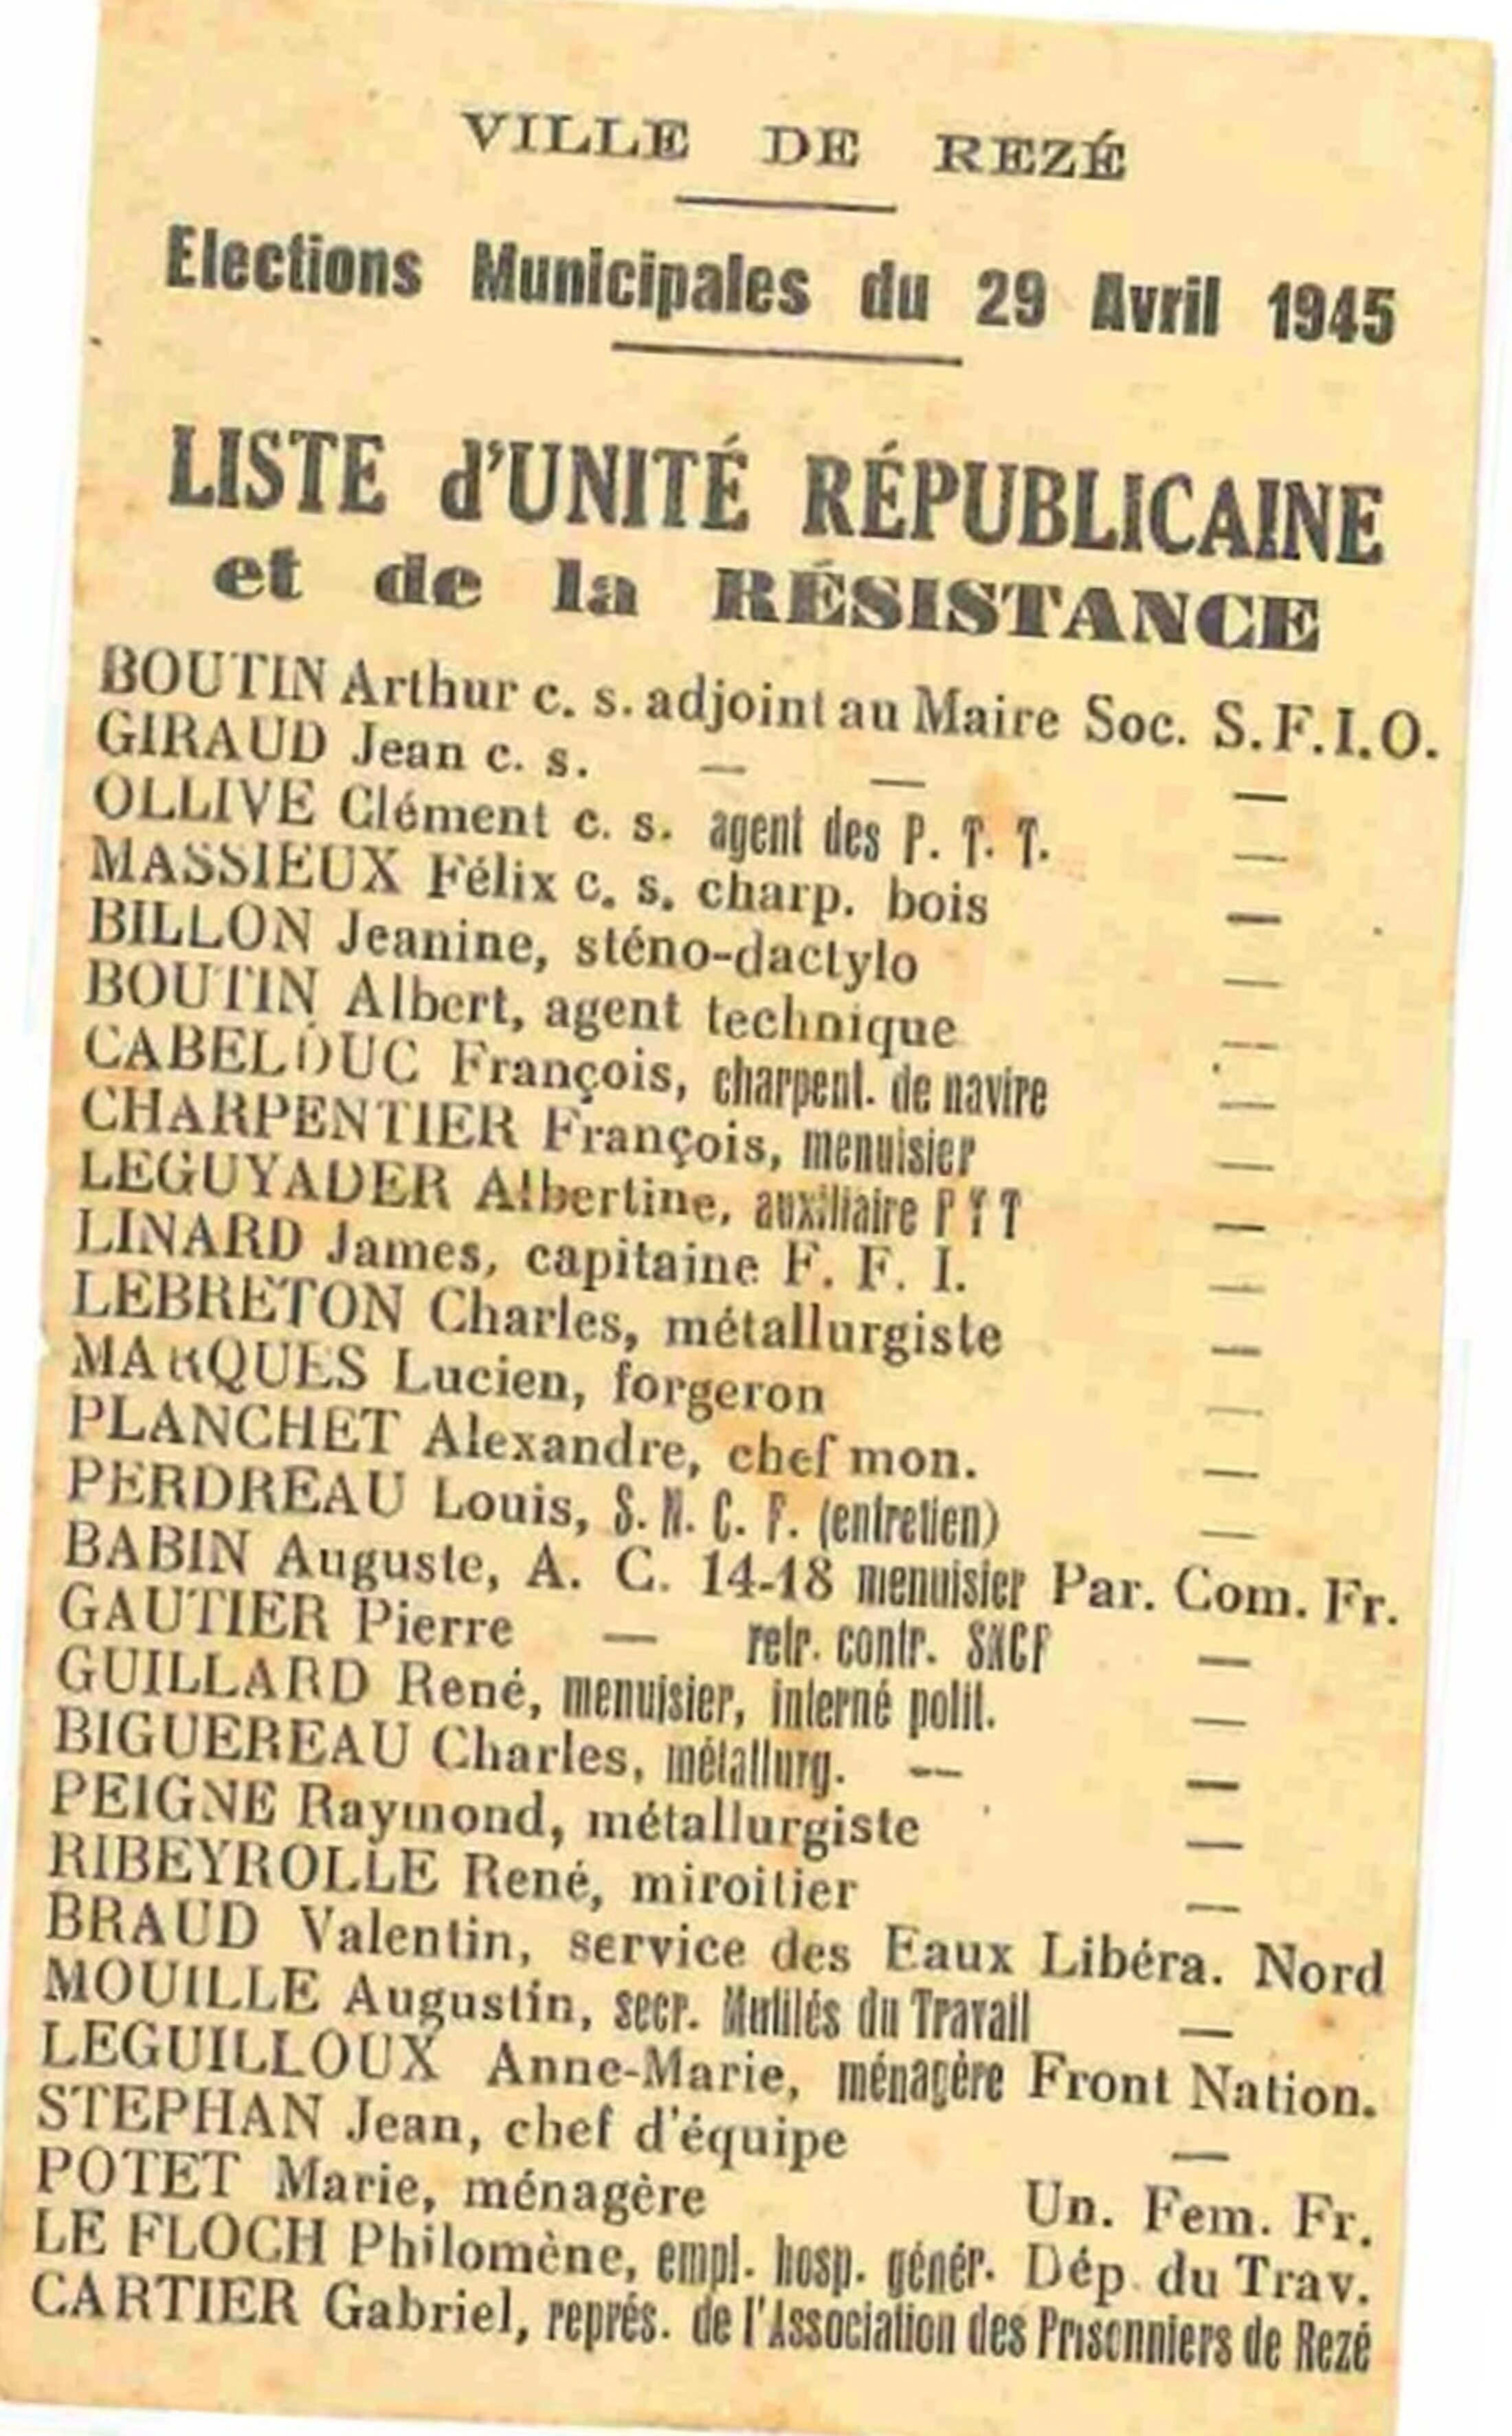 VILLE DE REZÉ
Elections Municipales du 29 Avril 1945
LISTE d'UNITÉ RÉPUBLICAINE
et de la RÉSISTANCE
BOUTIN Arthur c. s. adjoint au Maire Soc. S.F.I.O.
GIRAUD Jean c. s. — — —
OLLIVE Clément c. s. agent des P. T. T. —
MASSIEUX Félix c. s. charp. bois —
BILLON Jeanine, sténo-dactylo —
BOUTIN Albert, agent technique —
CABELOUC François, charpent. de navire —
CHARPENTIER François, menuisier —
LEGUYADER Albertine, auxiliaire P T T —
LINARD James, capitaine F. F. I. —
LEBRETON Charles, métallurgiste —
MARQUES Lucien, forgeron —
PLANCHET Alexandre, chef mon. —
PERDREAU Louis, S. N. C. F. (entretien) —
BABIN Auguste, A. C. 14-18 menuisier Par. Com. Fr.
GAUTIER Pierre — retr. contr. SNCF —
GUILLARD René, menuisier, interné polit. —
BIGUEREAU Charles, métallurg. — —
PEIGNE Raymond, métallurgiste —
RIBEYROLLE René, miroitier —
BRAUD Valentin, service des Eaux Libéra. Nord
MOUILLE Augustin, secr. Mutilés du Travail —
LEGUILLOUX Anne-Marie, ménagère Front Nation.
STEPHAN Jean, chef d'équipe —
POTET Marie, ménagère Un. Fem. Fr.
LE FLOCH Philomène, empl. hosp. génér. Dép. du Trav.
CARTIER Gabriel, représ. de l'Association des Prisonniers de Rezé